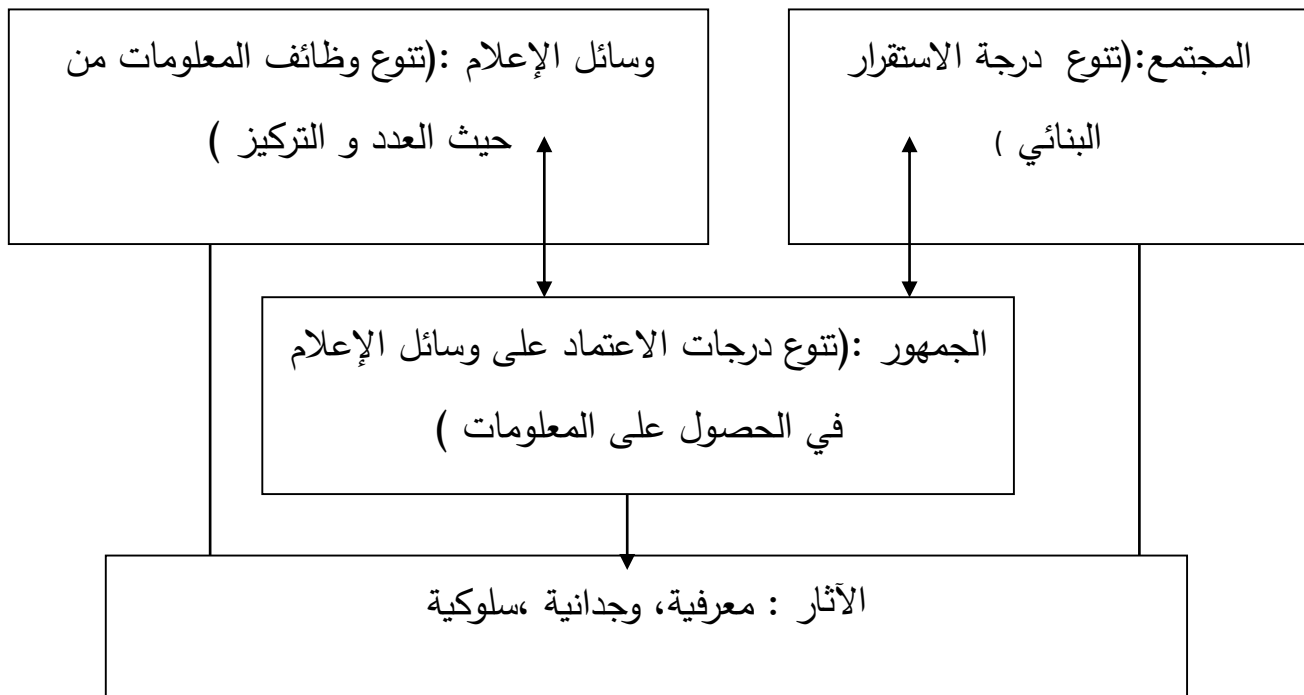 المجتمع:(تنوع درجة الاستقرار
البنائي )
وسائل الإعلام :(تنوع وظائف المعلومات من
حيث العدد و التركيز )
الجمهور :(تنوع درجات الاعتماد على وسائل الإعلام
في الحصول على المعلومات )
الآثار : معرفية، وجدانية ،سلوكية